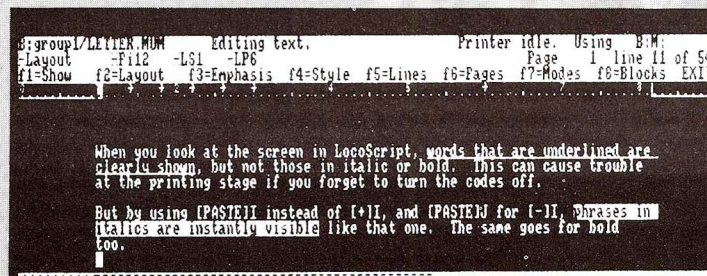 B:group1/LETTER.MUM Editing text. Printer idle. Using B:M:
-Layout -Pi12 -LS1 -LP6 Page 1 line 11 of 54
f1=Show f2=Layout f3=Emphasis f4=Style f5=Lines f6=Pages f7=Modes f8=Blocks EXI
When you look at the screen in LocoScript, words that are underlined are
clearly shown, but not those in italic or bold. This can cause trouble
at the printing stage if you forget to turn the codes off.
But by using [PASTE]I instead of [+]I, and [PASTE]J for [-]I, phrases in
italics are instantly visible like that one. The same goes for bold
too.